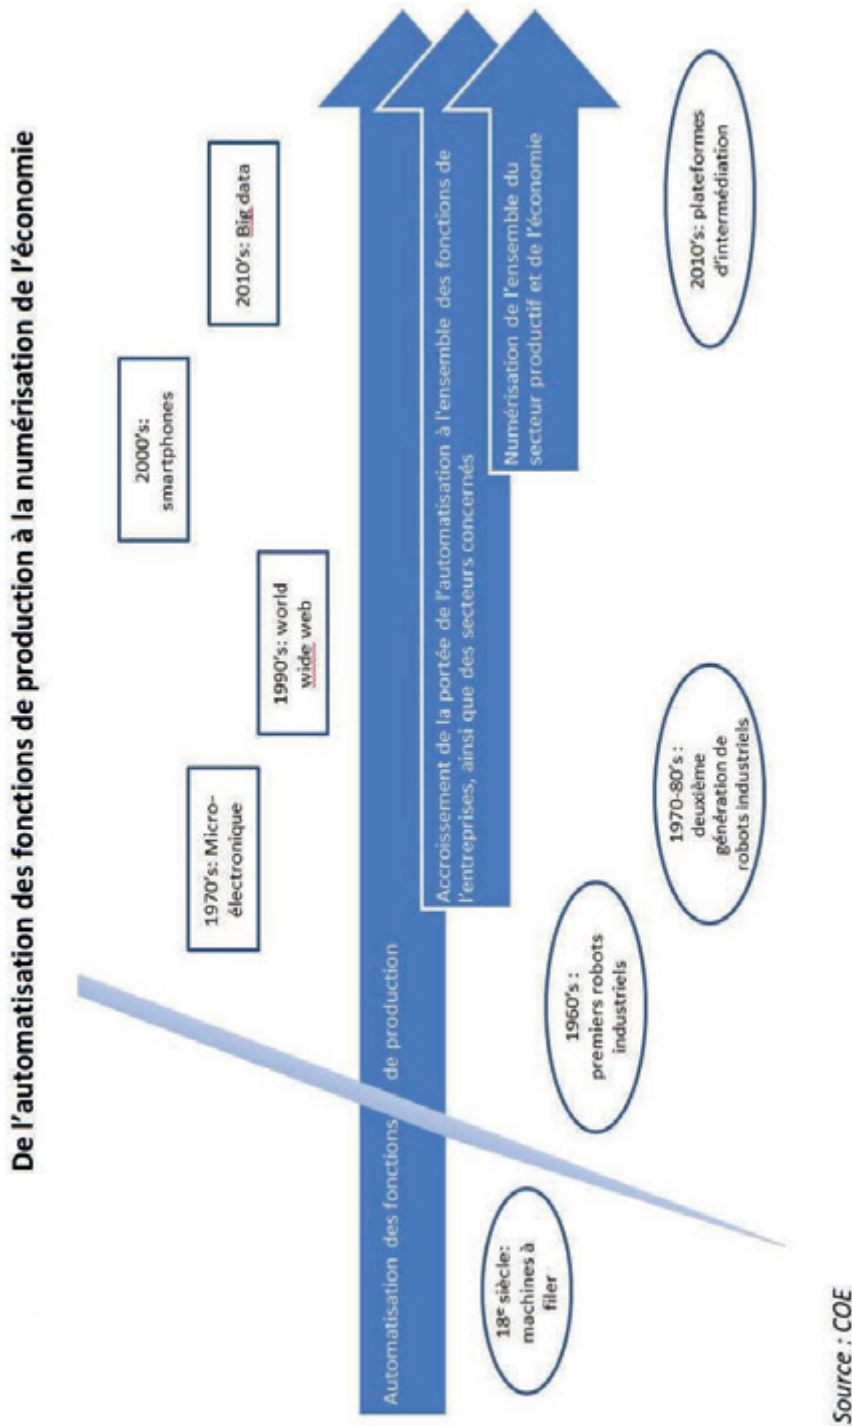 De l'automatisation des fonctions de production à la numérisation de l'économie
2000's:
smartphones
2010's: Big data
1970's: Micro-
électronique
1990's: world
wide web
Automatisation des fonctions de production
Accroissement de la portée de l'automatisation à l'ensemble des fonctions de
l'entreprises, ainsi que des secteurs concernés
Numérisation de l'ensemble du
secteur productif et de l'économie
18e siècle:
machines à
filer
1960's :
premiers robots
industriels
1970-80's :
deuxième
génération de
robots industriels
2010's: plateformes
d'intermédiation
Source : COE